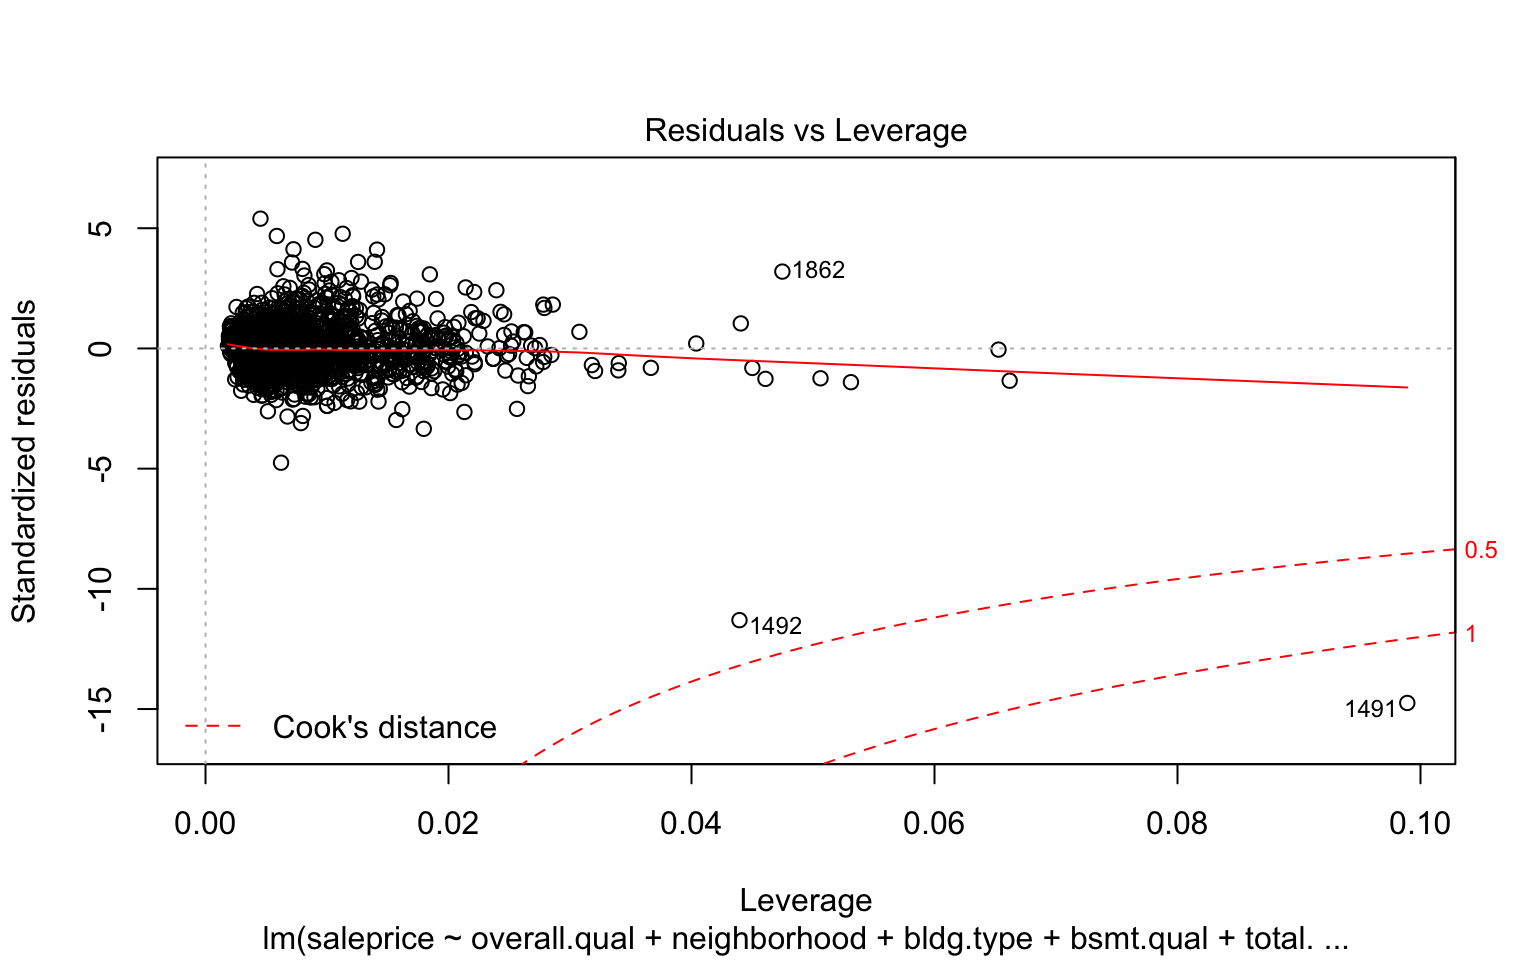 Residuals vs Leverage
Standardized residuals
5
0
-5
-10
-15
1862
1492
1491
0.5
1
Cook's distance
0.00 0.02 0.04 0.06 0.08 0.10
Leverage
lm(saleprice ~ overall.qual + neighborhood + bldg.type + bsmt.qual + total. ...